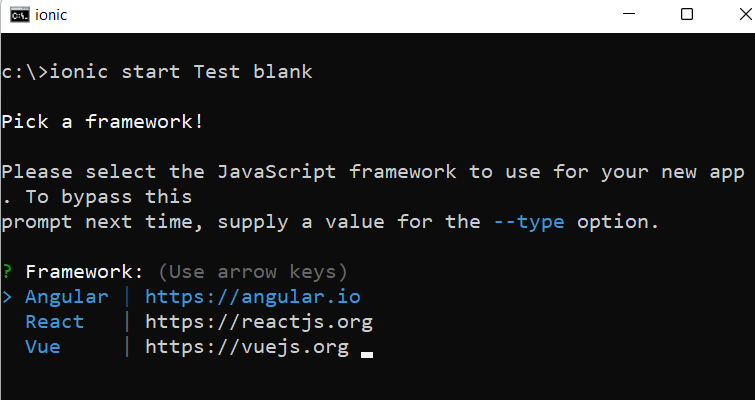 ionic
c:\>ionic start Test blank
Pick a framework!
Please select the JavaScript framework to use for your new app
. To bypass this
prompt next time, supply a value for the --type option.
? Framework: (Use arrow keys)
> Angular | https://angular.io
React | https://reactjs.org
Vue | https://vuejs.org